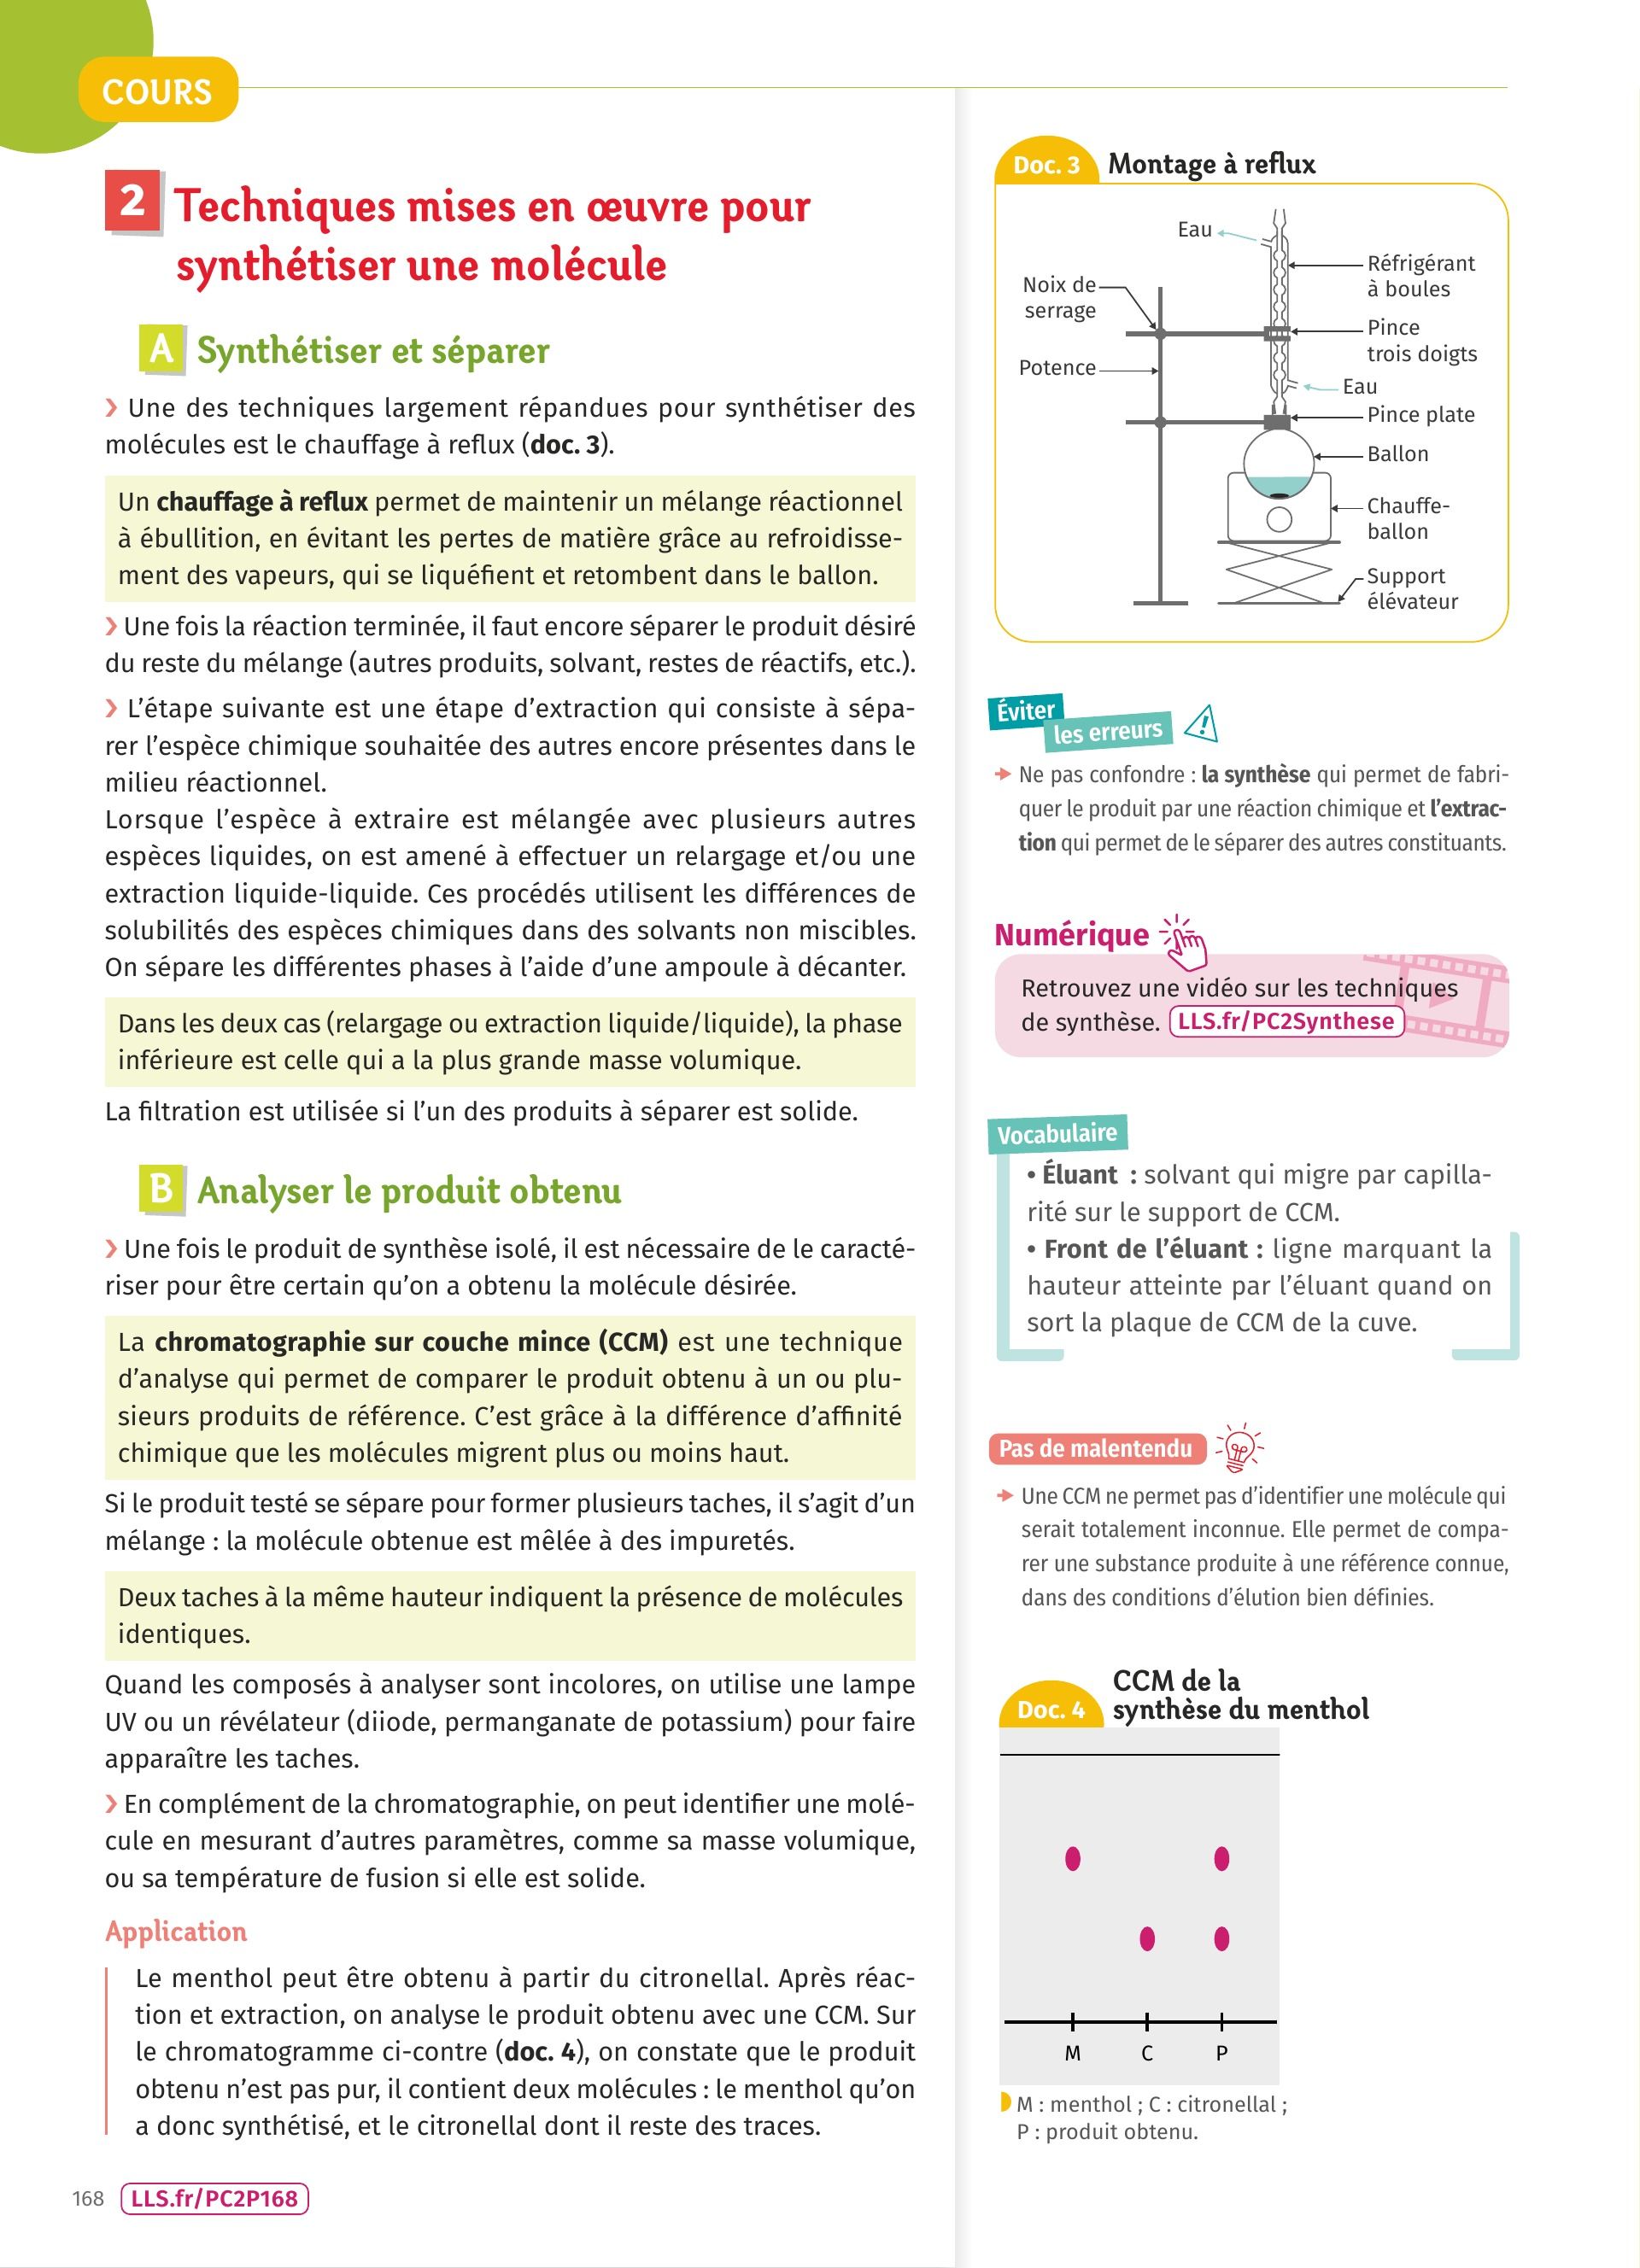 COURS
2 Techniques mises en œuvre pour
synthétiser une molécule
A Synthétiser et séparer
› Une des techniques largement répandues pour synthétiser des
molécules est le chauffage à reflux (doc. 3).
Un chauffage à reflux permet de maintenir un mélange réactionnel
à ébullition, en évitant les pertes de matière grâce au refroidisse-
ment des vapeurs, qui se liquéfient et retombent dans le ballon.
› Une fois la réaction terminée, il faut encore séparer le produit désiré
du reste du mélange (autres produits, solvant, restes de réactifs, etc.).
› L’étape suivante est une étape d’extraction qui consiste à sépa-
rer l’espèce chimique souhaitée des autres encore présentes dans le
milieu réactionnel.
Lorsque l’espèce à extraire est mélangée avec plusieurs autres
espèces liquides, on est amené à effectuer un relargage et/ou une
extraction liquide-liquide. Ces procédés utilisent les différences de
solubilités des espèces chimiques dans des solvants non miscibles.
On sépare les différentes phases à l’aide d’une ampoule à décanter.
Dans les deux cas (relargage ou extraction liquide/liquide), la phase
inférieure est celle qui a la plus grande masse volumique.
La filtration est utilisée si l’un des produits à séparer est solide.
B Analyser le produit obtenu
› Une fois le produit de synthèse isolé, il est nécessaire de le caracté-
riser pour être certain qu’on a obtenu la molécule désirée.
La chromatographie sur couche mince (CCM) est une technique
d’analyse qui permet de comparer le produit obtenu à un ou plu-
sieurs produits de référence. C’est grâce à la différence d’affinité
chimique que les molécules migrent plus ou moins haut.
Si le produit testé se sépare pour former plusieurs taches, il s’agit d’un
mélange : la molécule obtenue est mêlée à des impuretés.
Deux taches à la même hauteur indiquent la présence de molécules
identiques.
Quand les composés à analyser sont incolores, on utilise une lampe
UV ou un révélateur (diiode, permanganate de potassium) pour faire
apparaître les taches.
› En complément de la chromatographie, on peut identifier une molé-
cule en mesurant d’autres paramètres, comme sa masse volumique,
ou sa température de fusion si elle est solide.
Application
Le menthol peut être obtenu à partir du citronellal. Après réac-
tion et extraction, on analyse le produit obtenu avec une CCM. Sur
le chromatogramme ci-contre (doc. 4), on constate que le produit
obtenu n’est pas pur, il contient deux molécules : le menthol qu’on
a donc synthétisé, et le citronellal dont il reste des traces.
168 LLS.fr/PC2P168
Doc. 3 Montage à reflux
Eau
Noix de
serrage
Potence
Réfrigérant
à boules
Pince
trois doigts
Eau
Pince plate
Ballon
Chauffe-
ballon
Support
élévateur
Éviter
les erreurs
Ne pas confondre : la synthèse qui permet de fabri-
quer le produit par une réaction chimique et l’extrac-
tion qui permet de le séparer des autres constituants.
Numérique
Retrouvez une vidéo sur les techniques
de synthèse. LLS.fr/PC2Synthese
Vocabulaire
• Éluant : solvant qui migre par capilla-
rité sur le support de CCM.
• Front de l’éluant : ligne marquant la
hauteur atteinte par l’éluant quand on
sort la plaque de CCM de la cuve.
Pas de malentendu
Une CCM ne permet pas d’identifier une molécule qui
serait totalement inconnue. Elle permet de compa-
rer une substance produite à une référence connue,
dans des conditions d’élution bien définies.
Doc. 4 CCM de la
synthèse du menthol
M C P
M : menthol ; C : citronellal ;
P : produit obtenu.